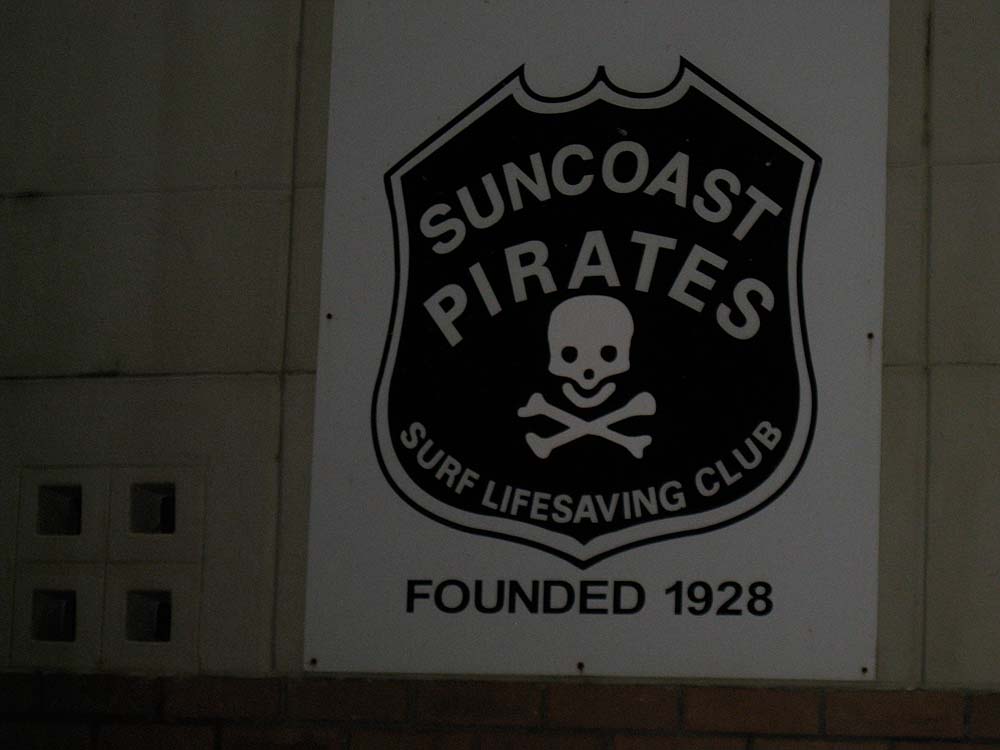 SUNCOAST
PIRATES
SURF LIFESAVING CLUB
FOUNDED 1928